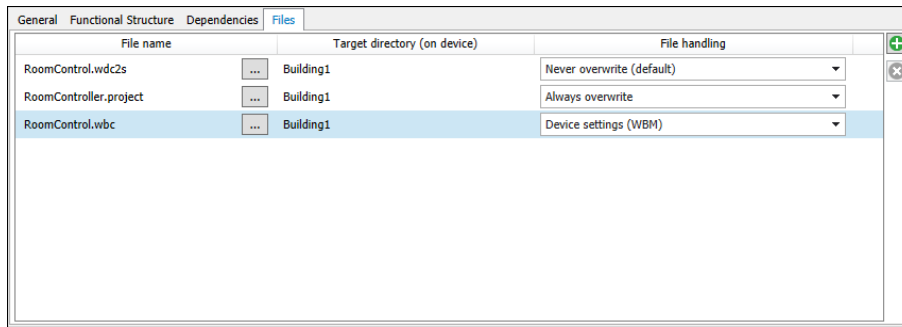 General Functional Structure Dependencies Files
File name Target directory (on device) File handling
RoomControl.wdc2s ... Building1 Never overwrite (default)
RoomController.project ... Building1 Always overwrite
RoomControl.wbc ... Building1 Device settings (WBM)